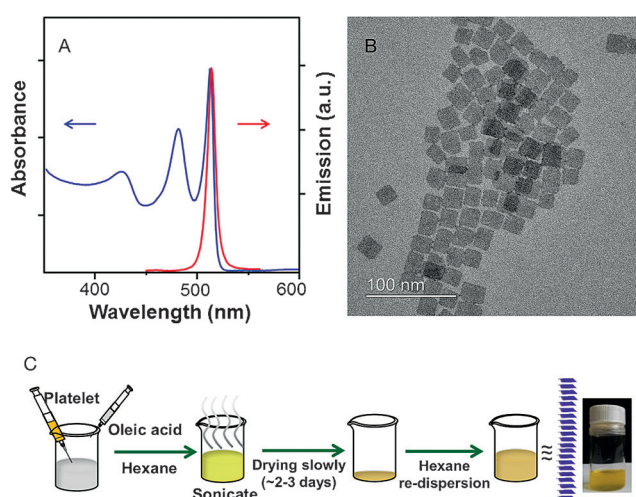 A
Absorbance
Emission (a.u.)
400
500
600
Wavelength (nm)
B
100 nm
C
Platelet
Oleic acid
Hexane
Sonicate
Drying slowly
(~2-3 days)
Hexane
re-dispersion